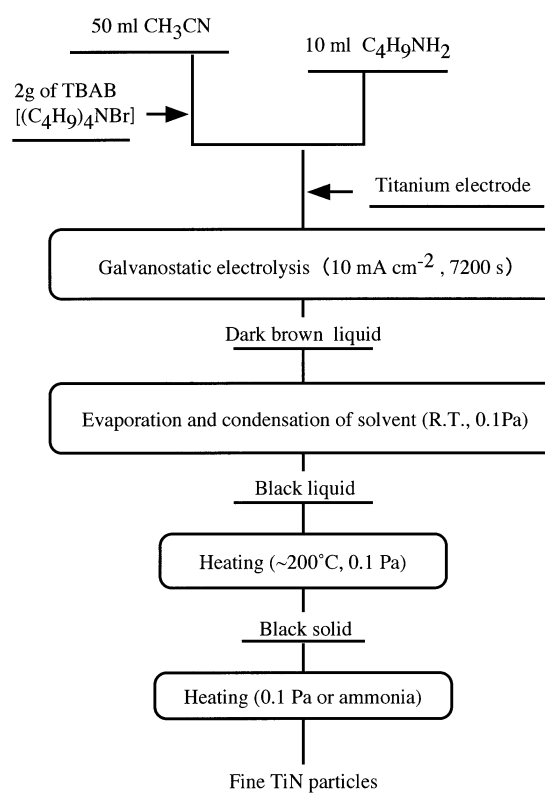 50 ml CH3CN
10 ml C4H9NH2
2g of TBAB
[(C4H9)4NBr]
Titanium electrode
Galvanostatic electrolysis (10 mA cm-2 , 7200 s)
Dark brown liquid
Evaporation and condensation of solvent (R.T., 0.1Pa)
Black liquid
Heating (~200°C, 0.1 Pa)
Black solid
Heating (0.1 Pa or ammonia)
Fine TiN particles